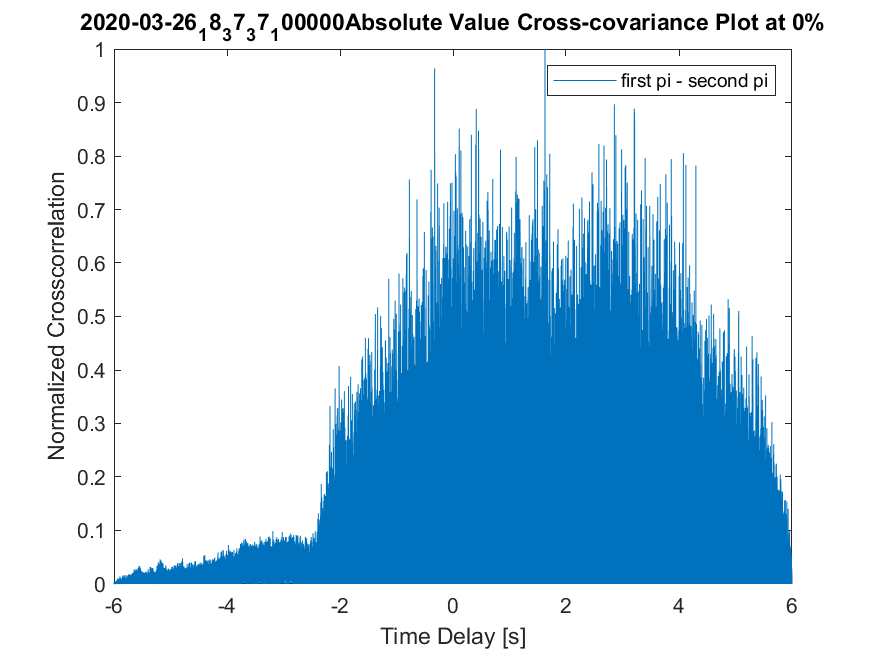 2020-03-26₁8₃7₃7₁00000Absolute Value Cross-covariance Plot at 0%
first pi - second pi
Normalized Crosscorrelation
1
0.9
0.8
0.7
0.6
0.5
0.4
0.3
0.2
0.1
0
-6 -4 -2 0 2 4 6
Time Delay [s]